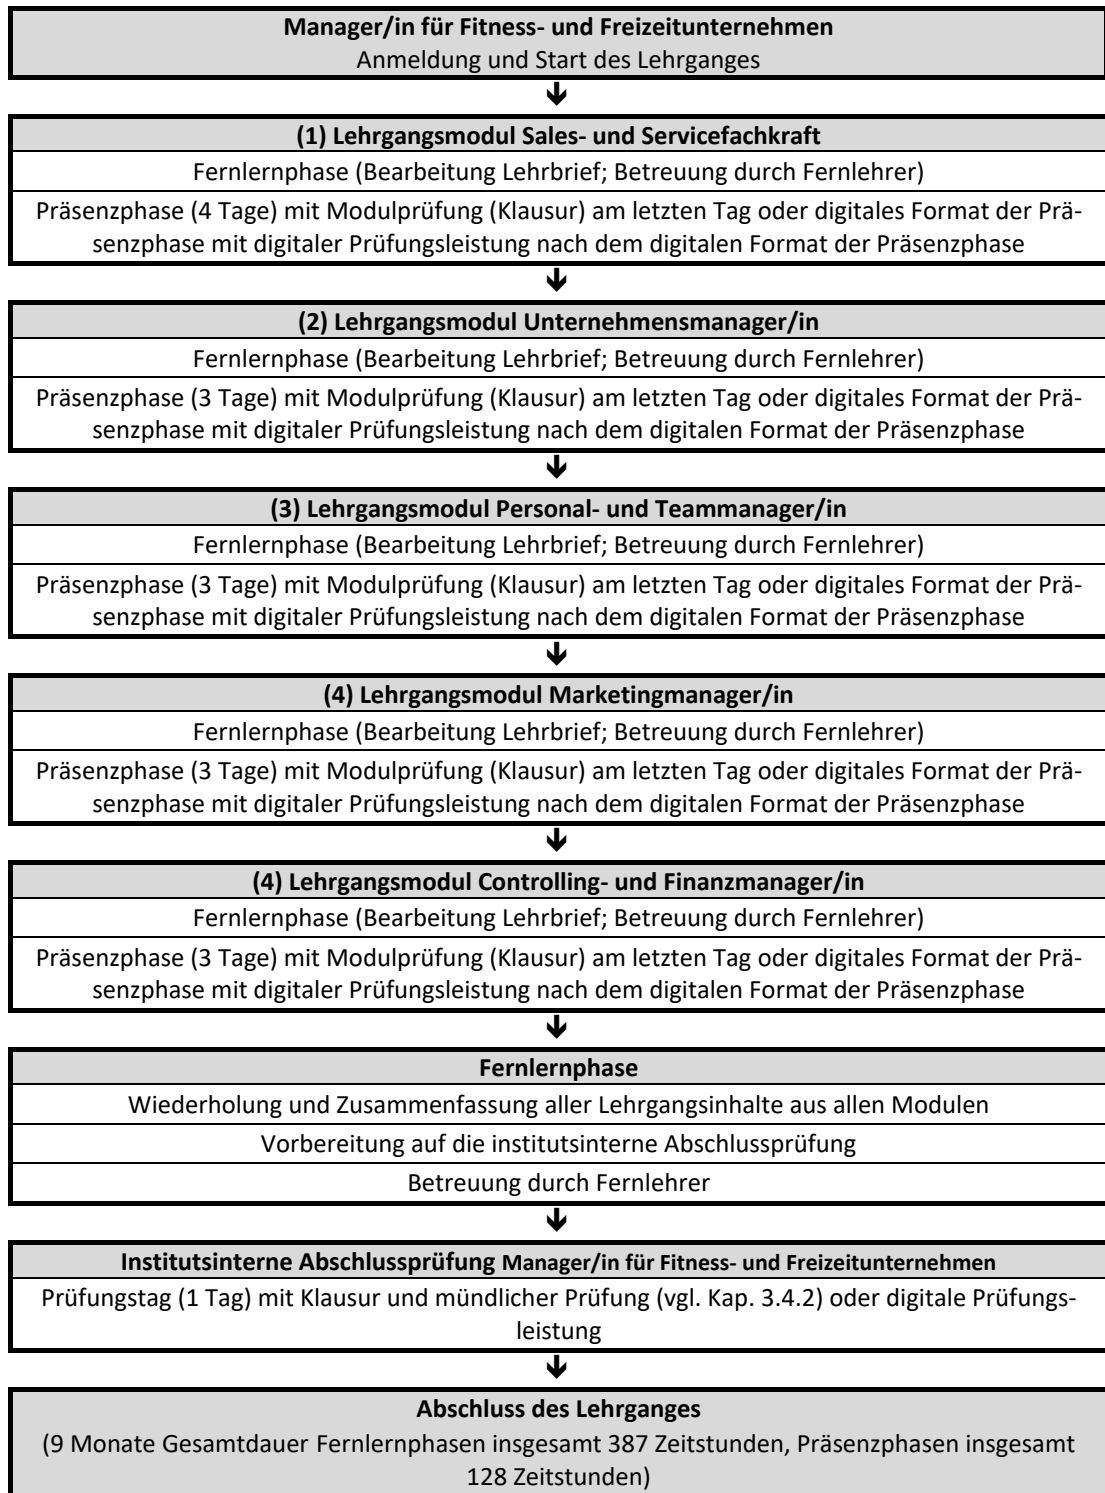 Manager/in für Fitness- und Freizeitunternehmen
Anmeldung und Start des Lehrganges
(1) Lehrgangsmodul Sales- und Servicefachkraft
Fernlernphase (Bearbeitung Lehrbrief; Betreuung durch Fernlehrer)
Präsenzphase (4 Tage) mit Modulprüfung (Klausur) am letzten Tag oder digitales Format der Prä-
senzphase mit digitaler Prüfungsleistung nach dem digitalen Format der Präsenzphase
(2) Lehrgangsmodul Unternehmensmanager/in
Fernlernphase (Bearbeitung Lehrbrief; Betreuung durch Fernlehrer)
Präsenzphase (3 Tage) mit Modulprüfung (Klausur) am letzten Tag oder digitales Format der Prä-
senzphase mit digitaler Prüfungsleistung nach dem digitalen Format der Präsenzphase
(3) Lehrgangsmodul Personal- und Teammanager/in
Fernlernphase (Bearbeitung Lehrbrief; Betreuung durch Fernlehrer)
Präsenzphase (3 Tage) mit Modulprüfung (Klausur) am letzten Tag oder digitales Format der Prä-
senzphase mit digitaler Prüfungsleistung nach dem digitalen Format der Präsenzphase
(4) Lehrgangsmodul Marketingmanager/in
Fernlernphase (Bearbeitung Lehrbrief; Betreuung durch Fernlehrer)
Präsenzphase (3 Tage) mit Modulprüfung (Klausur) am letzten Tag oder digitales Format der Prä-
senzphase mit digitaler Prüfungsleistung nach dem digitalen Format der Präsenzphase
(4) Lehrgangsmodul Controlling- und Finanzmanager/in
Fernlernphase (Bearbeitung Lehrbrief; Betreuung durch Fernlehrer)
Präsenzphase (3 Tage) mit Modulprüfung (Klausur) am letzten Tag oder digitales Format der Prä-
senzphase mit digitaler Prüfungsleistung nach dem digitalen Format der Präsenzphase
Fernlernphase
Wiederholung und Zusammenfassung aller Lehrgangsinhalte aus allen Modulen
Vorbereitung auf die institutsinterne Abschlussprüfung
Betreuung durch Fernlehrer
Institutsinterne Abschlussprüfung Manager/in für Fitness- und Freizeitunternehmen
Prüfungstag (1 Tag) mit Klausur und mündlicher Prüfung (vgl. Kap. 3.4.2) oder digitale Prüfungs-
leistung
Abschluss des Lehrganges
(9 Monate Gesamtdauer Fernlernphasen insgesamt 387 Zeitstunden, Präsenzphasen insgesamt
128 Zeitstunden)